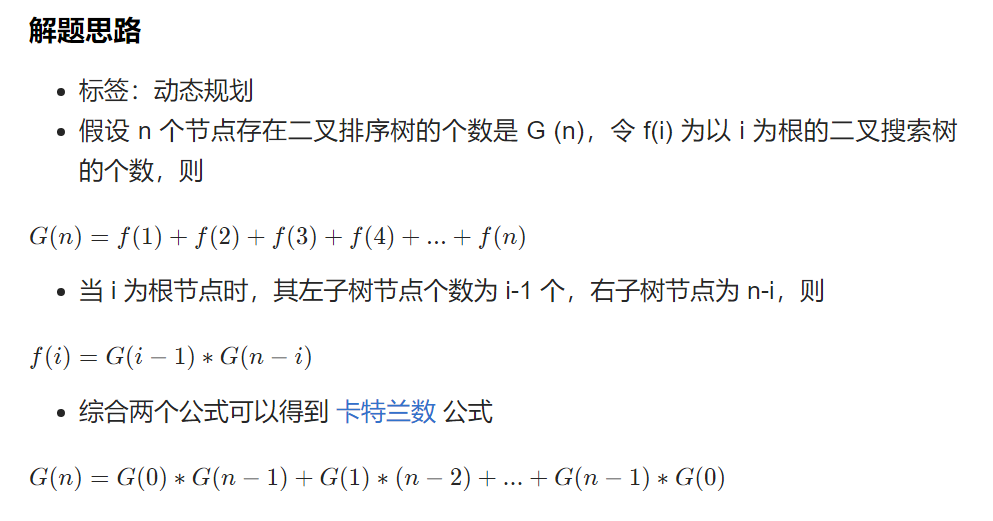 解题思路
• 标签：动态规划
• 假设 n 个节点存在二叉排序树的个数是 G (n)，令 f(i) 为以 i 为根的二叉搜索树
的个数，则
G(n) = f(1) + f(2) + f(3) + f(4) + ... + f(n)
• 当 i 为根节点时，其左子树节点个数为 i-1 个，右子树节点为 n-i，则
f(i) = G(i − 1) ∗ G(n − i)
• 综合两个公式可以得到 卡特兰数 公式
G(n) = G(0) ∗ G(n − 1) + G(1) ∗ (n − 2) + ... + G(n − 1) ∗ G(0)